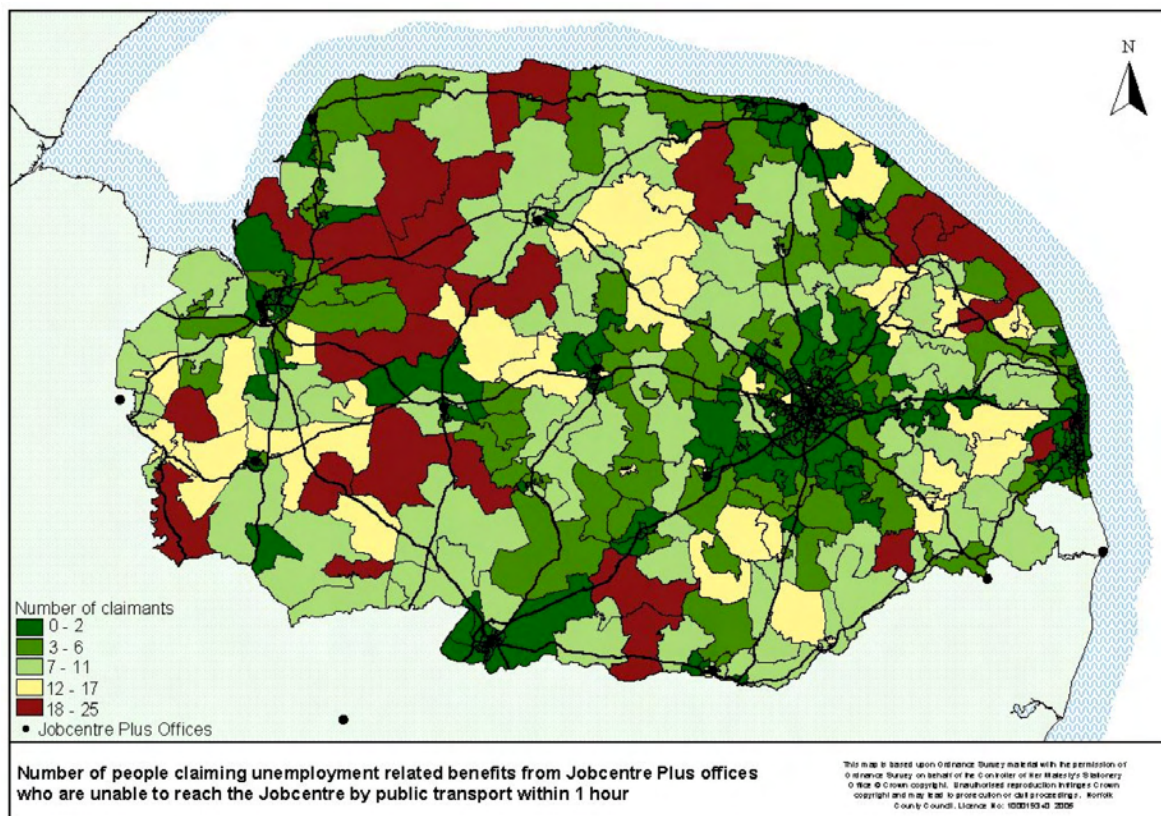 N
Number of claimants
0 - 2
3 - 6
7 - 11
12 - 17
18 - 25
Jobcentre Plus Offices
Number of people claiming unemployment related benefits from Jobcentre Plus offices
who are unable to reach the Jobcentre by public transport within 1 hour
This map is based upon Ordnance Survey material with the permission of
Ordnance Survey on behalf of the Controller of Her Majesty's Stationery
Office © Crown copyright. Unauthorised reproduction infringes Crown
copyright and may lead to prosecution or civil proceedings. Norfolk
County Council. Licence No: